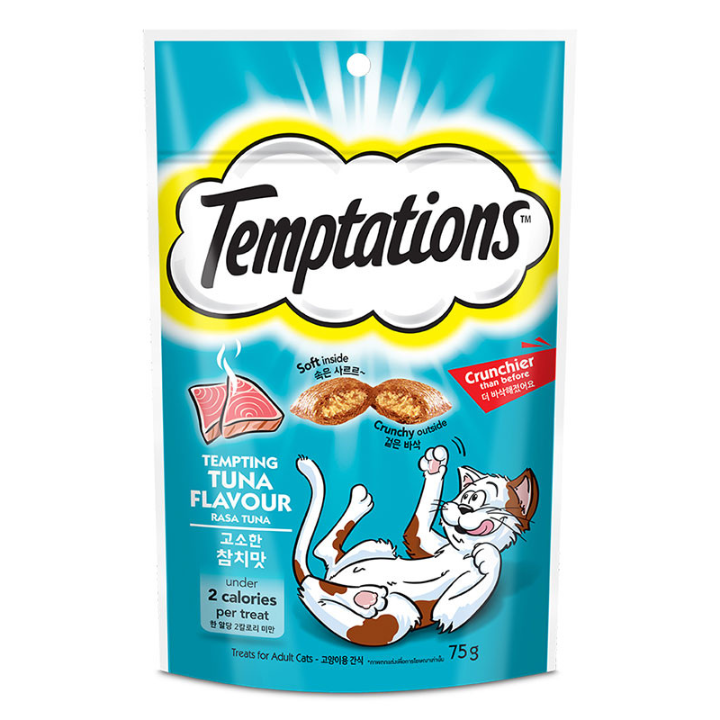 Temptations™
Soft inside
속은 사르르~
Crunchier
than before
더 바삭해졌어요
Crunchy outside
겉은 바삭
TEMPTING
TUNA
FLAVOUR
RASA TUNA
고소한
참치맛
under
2 calories
per treat
한 알당 2칼로리 미만
Treats for Adult Cats - 고양이용 간식
75g